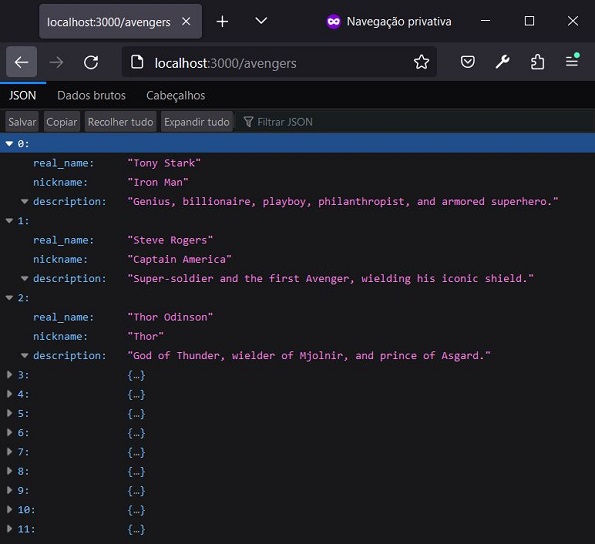 localhost:3000/avengers
Navegação privativa
localhost:3000/avengers
JSON Dados brutos Cabeçalhos
Salvar Copiar Recolher tudo Expandir tudo Filtrar JSON
0:
real_name: "Tony Stark"
nickname: "Iron Man"
description: "Genius, billionaire, playboy, philanthropist, and armored superhero."
1:
real_name: "Steve Rogers"
nickname: "Captain America"
description: "Super-soldier and the first Avenger, wielding his iconic shield."
2:
real_name: "Thor Odinson"
nickname: "Thor"
description: "God of Thunder, wielder of Mjolnir, and prince of Asgard."
3: {…}
4: {…}
5: {…}
6: {…}
7: {…}
8: {…}
9: {…}
10: {…}
11: {…}